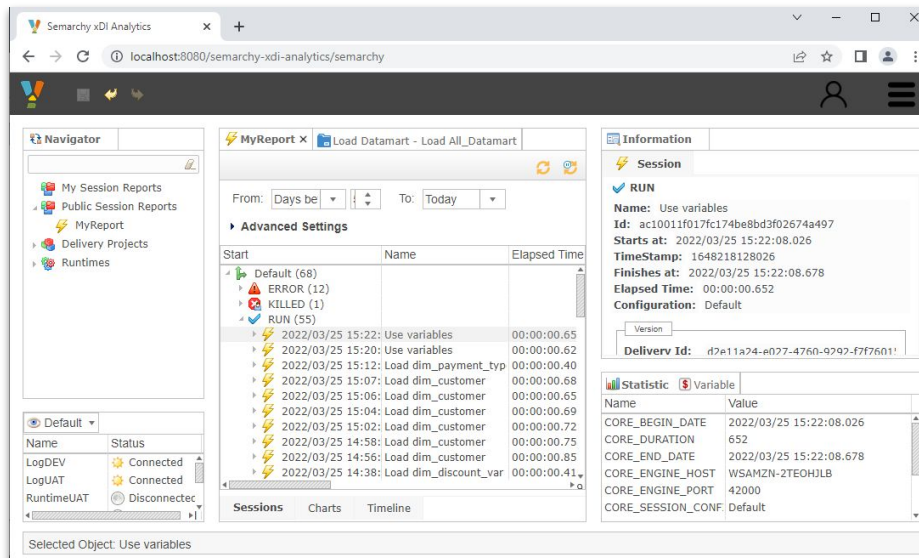 Semarchy xDI Analytics
localhost:8080/semarchy-xdi-analytics/semarchy
Navigator
My Session Reports
Public Session Reports
MyReport
Delivery Projects
Runtimes
Default
Name Status
LogDEV Connected
LogUAT Connected
RuntimeUAT Disconnectec
MyReport Load Datamart - Load All_Datamart
From: Days be To: Today
Advanced Settings
Start Name Elapsed Time
Default (68)
ERROR (12)
KILLED (1)
RUN (55)
2022/03/25 15:22: Use variables 00:00:00.65
2022/03/25 15:20: Use variables 00:00:00.62
2022/03/25 15:12: Load dim_payment_typ 00:00:00.40
2022/03/25 15:07: Load dim_customer 00:00:00.68
2022/03/25 15:06: Load dim_customer 00:00:00.65
2022/03/25 15:04: Load dim_customer 00:00:00.69
2022/03/25 15:02: Load dim_customer 00:00:00.72
2022/03/25 14:58: Load dim_customer 00:00:00.75
2022/03/25 14:56: Load dim_customer 00:00:00.85
2022/03/25 14:38: Load dim_discount_var 00:00:00.41
Sessions Charts Timeline
Information
Session
RUN
Name: Use variables
Id: ac10011f017fc174be8bd3f02674a497
Starts at: 2022/03/25 15:22:08.026
TimeStamp: 1648218128026
Finishes at: 2022/03/25 15:22:08.678
Elapsed Time: 00:00:00.652
Configuration: Default
Version
Delivery Id: d2e11a24-e027-4760-9292-f7f7601
Statistic Variable
Name Value
CORE_BEGIN_DATE 2022/03/25 15:22:08.026
CORE_DURATION 652
CORE_END_DATE 2022/03/25 15:22:08.678
CORE_ENGINE_HOST WSAMZN-2TEOHJLB
CORE_ENGINE_PORT 42000
CORE_SESSION_CONF Default
Selected Object: Use variables